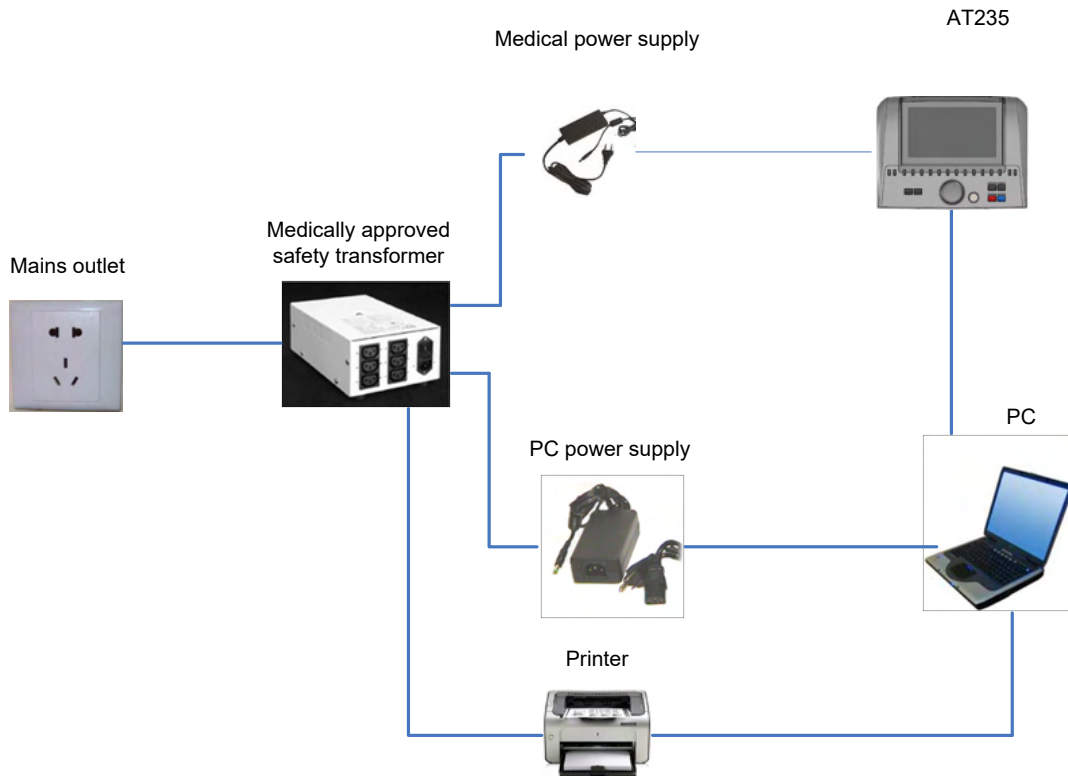 AT235
Medical power supply
Medically approved
safety transformer
Mains outlet
PC
PC power supply
Printer